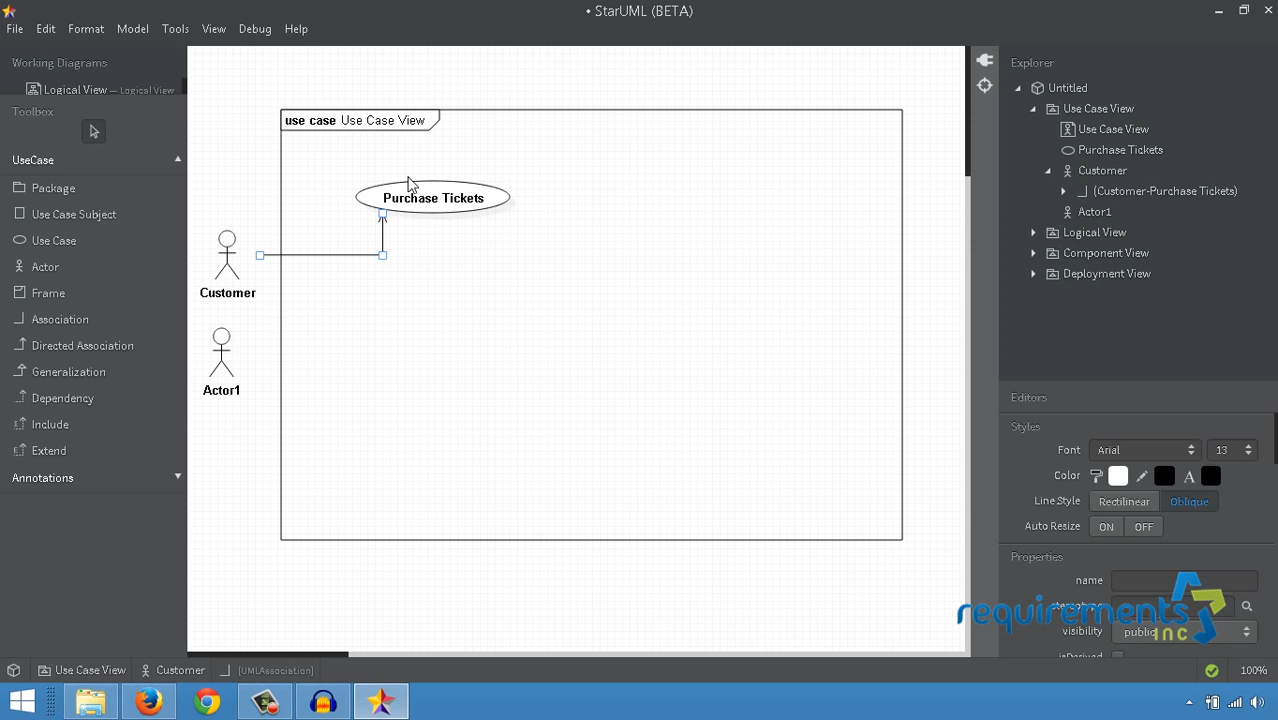 • StarUML (BETA)
File Edit Format Model Tools View Debug Help
Working Diagrams
Logical View — Logical View
Toolbox
UseCase
Package
Use Case Subject
Use Case
Actor
Frame
Association
Directed Association
Generalization
Dependency
Include
Extend
Annotations
use case Use Case View
Purchase Tickets
Customer
Actor1
Explorer
Untitled
Use Case View
Use Case View
Purchase Tickets
Customer
(Customer-Purchase Tickets)
Actor1
Logical View
Component View
Deployment View
Editors
Styles
Font Arial 13
Color A
Line Style Rectilinear Oblique
Auto Resize ON OFF
Properties
name
stereotype
visibility public
requirements inc
Use Case View Customer [UMLAssociation] 100%